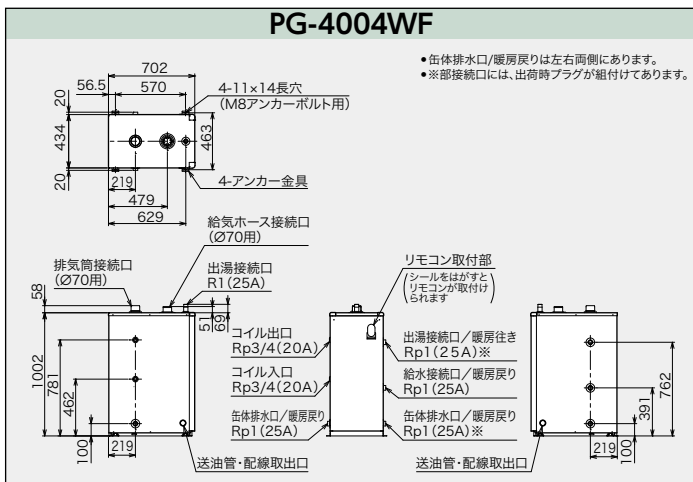 PG-4004WF
●缶体排水口/暖房戻りは左右両側にあります。
●※部接続口には、出荷時プラグが組付けてあります。
702
56.5
570
4-11×14長穴
(M8アンカーボルト用)
20
434
20
463
219
4-アンカー金具
479
629
給気ホース接続口
(Ø70用)
排気筒接続口
(Ø70用)
出湯接続口
R1(25A)
リモコン取付部
(シールをはがすと
リモコンが取付け
られます)
58
51
69
1002
781
462
100
219
送油管・配線取出口
コイル出口
Rp3/4(20A)
コイル入口
Rp3/4(20A)
缶体排水口/暖房戻り
Rp1(25A)
出湯接続口/暖房往き
Rp1(25A)※
給水接続口/暖房戻り
Rp1(25A)
缶体排水口/暖房戻り
Rp1(25A)※
762
391
100
219
送油管・配線取出口